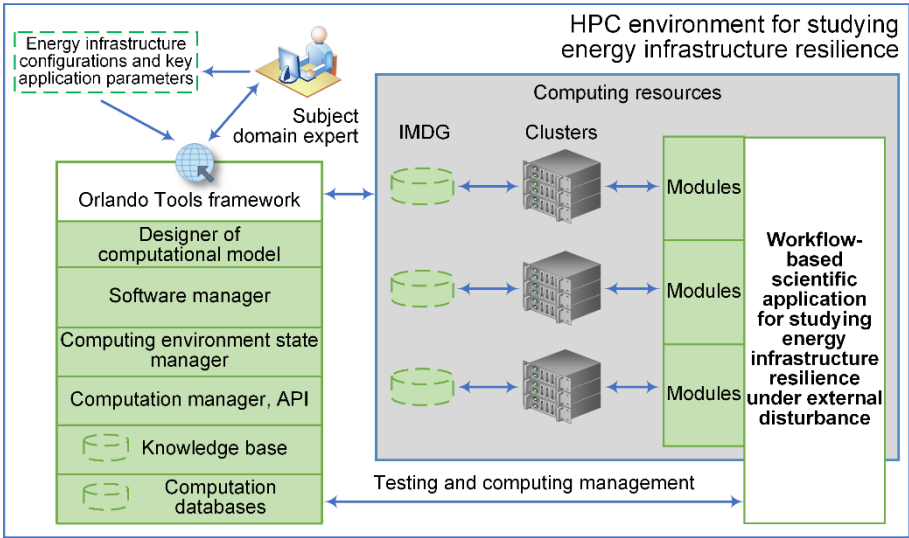 HPC environment for studying
energy infrastructure resilience
Energy infrastructure
configurations and key
application parameters
Subject
domain expert
Orlando Tools framework
Designer of
computational model
Software manager
Computing environment state
manager
Computation manager, API
Knowledge base
Computation
databases
Computing resources
IMDG
Clusters
Modules
Modules
Modules
Workflow-
based
scientific
application
for studying
energy
infrastructure
resilience
under external
disturbance
Testing and computing management